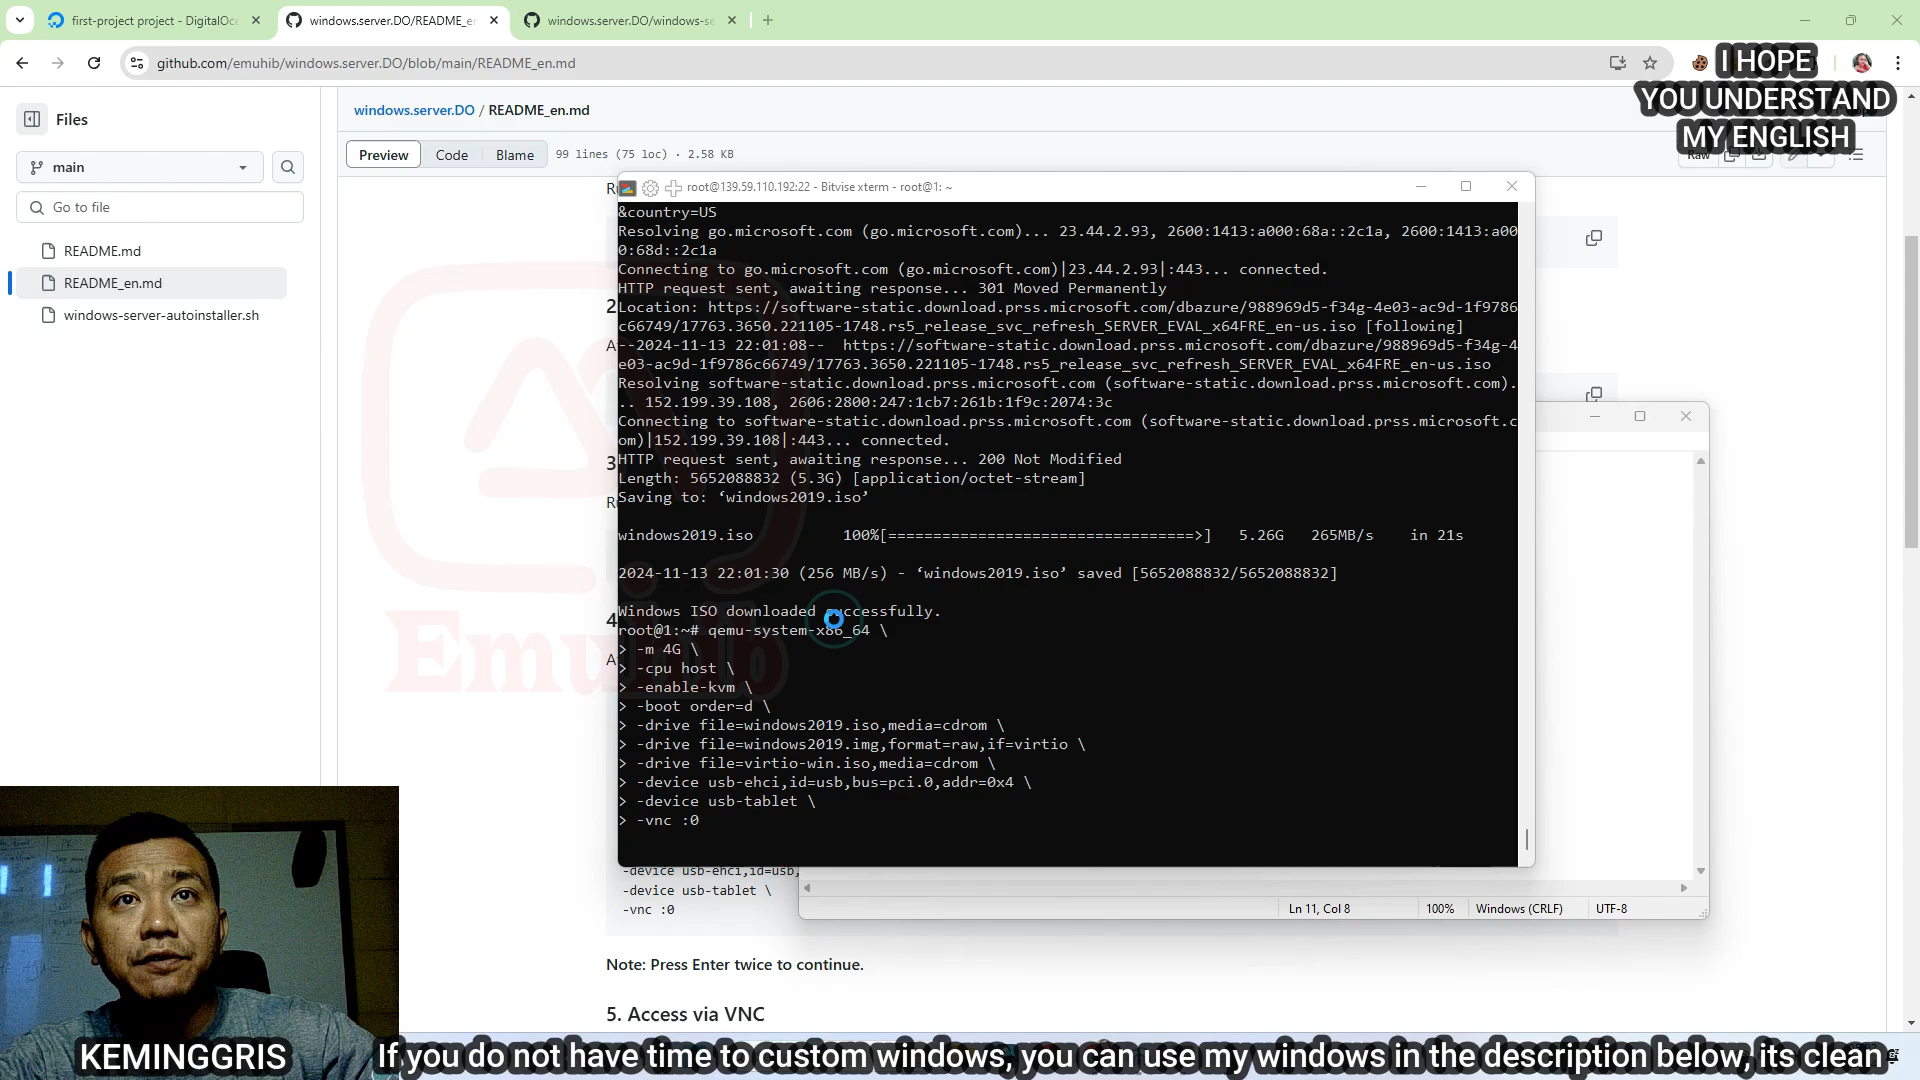 first-project project - DigitalOce
windows.server.DO/README_e
windows.server.DO/windows-s
github.com/emuhib/windows.server.DO/blob/main/README_en.md
I HOPE
YOU UNDERSTAND
MY ENGLISH
Files
main
Go to file
README.md
README_en.md
windows-server-autoinstaller.sh
windows.server.DO / README_en.md
Preview
Code
Blame
99 lines (75 loc) · 2.58 KB
Raw
root@139.59.110.192:22 - Bitvise xterm - root@1: ~
&country=US
Resolving go.microsoft.com (go.microsoft.com)... 23.44.2.93, 2600:1413:a000:68a::2c1a, 2600:1413:a00
0:68d::2c1a
Connecting to go.microsoft.com (go.microsoft.com)|23.44.2.93|:443... connected.
HTTP request sent, awaiting response... 301 Moved Permanently
Location: https://software-static.download.prss.microsoft.com/dbazure/988969d5-f34g-4e03-ac9d-1f9786
c66749/17763.3650.221105-1748.rs5_release_svc_refresh_SERVER_EVAL_x64FRE_en-us.iso [following]
--2024-11-13 22:01:08-- https://software-static.download.prss.microsoft.com/dbazure/988969d5-f34g-4
e03-ac9d-1f9786c66749/17763.3650.221105-1748.rs5_release_svc_refresh_SERVER_EVAL_x64FRE_en-us.iso
Resolving software-static.download.prss.microsoft.com (software-static.download.prss.microsoft.com).
.. 152.199.39.108, 2606:2800:247:1cb7:261b:1f9c:2074:3c
Connecting to software-static.download.prss.microsoft.com (software-static.download.prss.microsoft.c
om)|152.199.39.108|:443... connected.
HTTP request sent, awaiting response... 200 Not Modified
Length: 5652088832 (5.3G) [application/octet-stream]
Saving to: ‘windows2019.iso’
windows2019.iso 100%[==================================>] 5.26G 265MB/s in 21s
2024-11-13 22:01:30 (256 MB/s) - ‘windows2019.iso’ saved [5652088832/5652088832]
Windows ISO downloaded successfully.
root@1:~# qemu-system-x86_64 \
> -m 4G \
> -cpu host \
> -enable-kvm \
> -boot order=d \
> -drive file=windows2019.iso,media=cdrom \
> -drive file=windows2019.img,format=raw,if=virtio \
> -drive file=virtio-win.iso,media=cdrom \
> -device usb-ehci,id=usb,bus=pci.0,addr=0x4 \
> -device usb-tablet \
> -vnc :0
Emuhib
-device usb-ehci,id=usb,
-device usb-tablet \
-vnc :0
Ln 11, Col 8
100%
Windows (CRLF)
UTF-8
Note: Press Enter twice to continue.
5. Access via VNC
KEMINGGRIS
If you do not have time to custom windows, you can use my windows in the description below, its clean